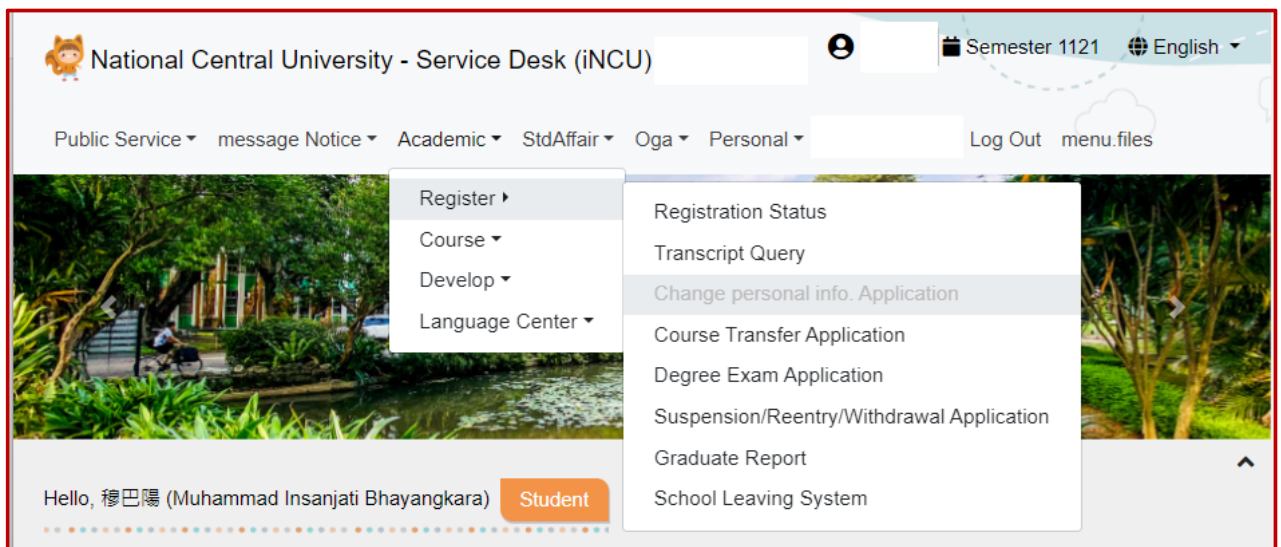 National Central University - Service Desk (iNCU) Semester 1121 English
Public Service message Notice Academic StdAffair Oga Personal Log Out menu.files
Register
Course
Develop
Language Center
Registration Status
Transcript Query
Change personal info. Application
Course Transfer Application
Degree Exam Application
Suspension/Reentry/Withdrawal Application
Graduate Report
School Leaving System
Hello, 穆巴陽 (Muhammad Insanjati Bhayangkara) Student